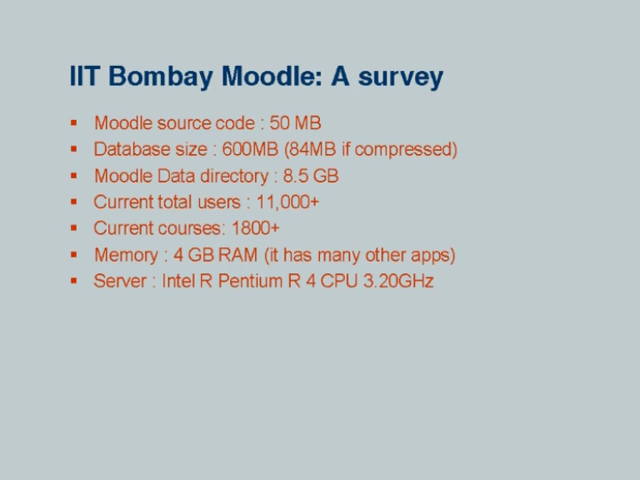 IIT Bombay Moodle: A survey
▪ Moodle source code : 50 MB
▪ Database size : 600MB (84MB if compressed)
▪ Moodle Data directory : 8.5 GB
▪ Current total users : 11,000+
▪ Current courses: 1800+
▪ Memory : 4 GB RAM (it has many other apps)
▪ Server : Intel R Pentium R 4 CPU 3.20GHz